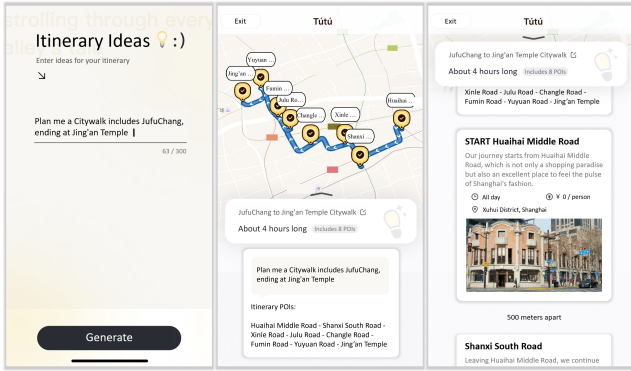 strolling through every
Itinerary Ideas 💡 :)
Enter ideas for your itinerary
Plan me a Citywalk includes JufuChang,
ending at Jing'an Temple
63 / 300
Generate
Exit
Tútú
Yuyuan ...
Jing'an ...
Fumin ...
Julu Ro...
Changle ...
Xinle ...
Shanxi ...
Huaihai ...
JufuChang to Jing'an Temple Citywalk
About 4 hours long Includes 8 POIs
Plan me a Citywalk includes JufuChang,
ending at Jing'an Temple
Itinerary POIs:
Huaihai Middle Road - Shanxi South Road -
Xinle Road - Julu Road - Changle Road -
Fumin Road - Yuyuan Road - Jing'an Temple
Exit
Tútú
JufuChang to Jing'an Temple Citywalk
About 4 hours long Includes 8 POIs
Xinle Road - Julu Road - Changle Road -
Fumin Road - Yuyuan Road - Jing'an Temple
START Huaihai Middle Road
Our journey starts from Huaihai Middle
Road, which is not only a shopping paradise
but also an excellent place to feel the pulse
of Shanghai's fashion.
All day
¥ 0 / person
Xuhui District, Shanghai
500 meters apart
Shanxi South Road
Leaving Huaihai Middle Road, we continue